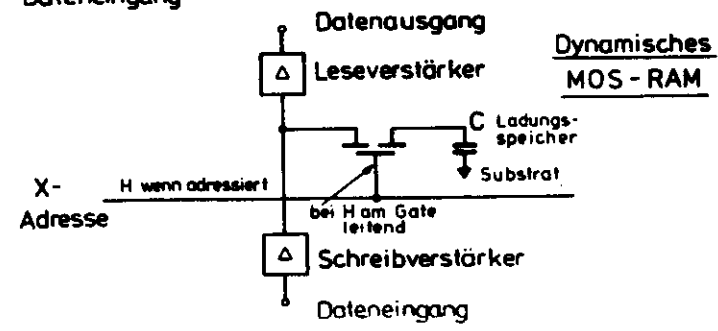 Dateneingang
Datenausgang
Dynamisches
MOS-RAM
Leseverstärker
C Ladungs-
speicher
Substrat
X-
Adresse
H wenn adressiert
bei H am Gate
leitend
Schreibverstärker
Dateneingang